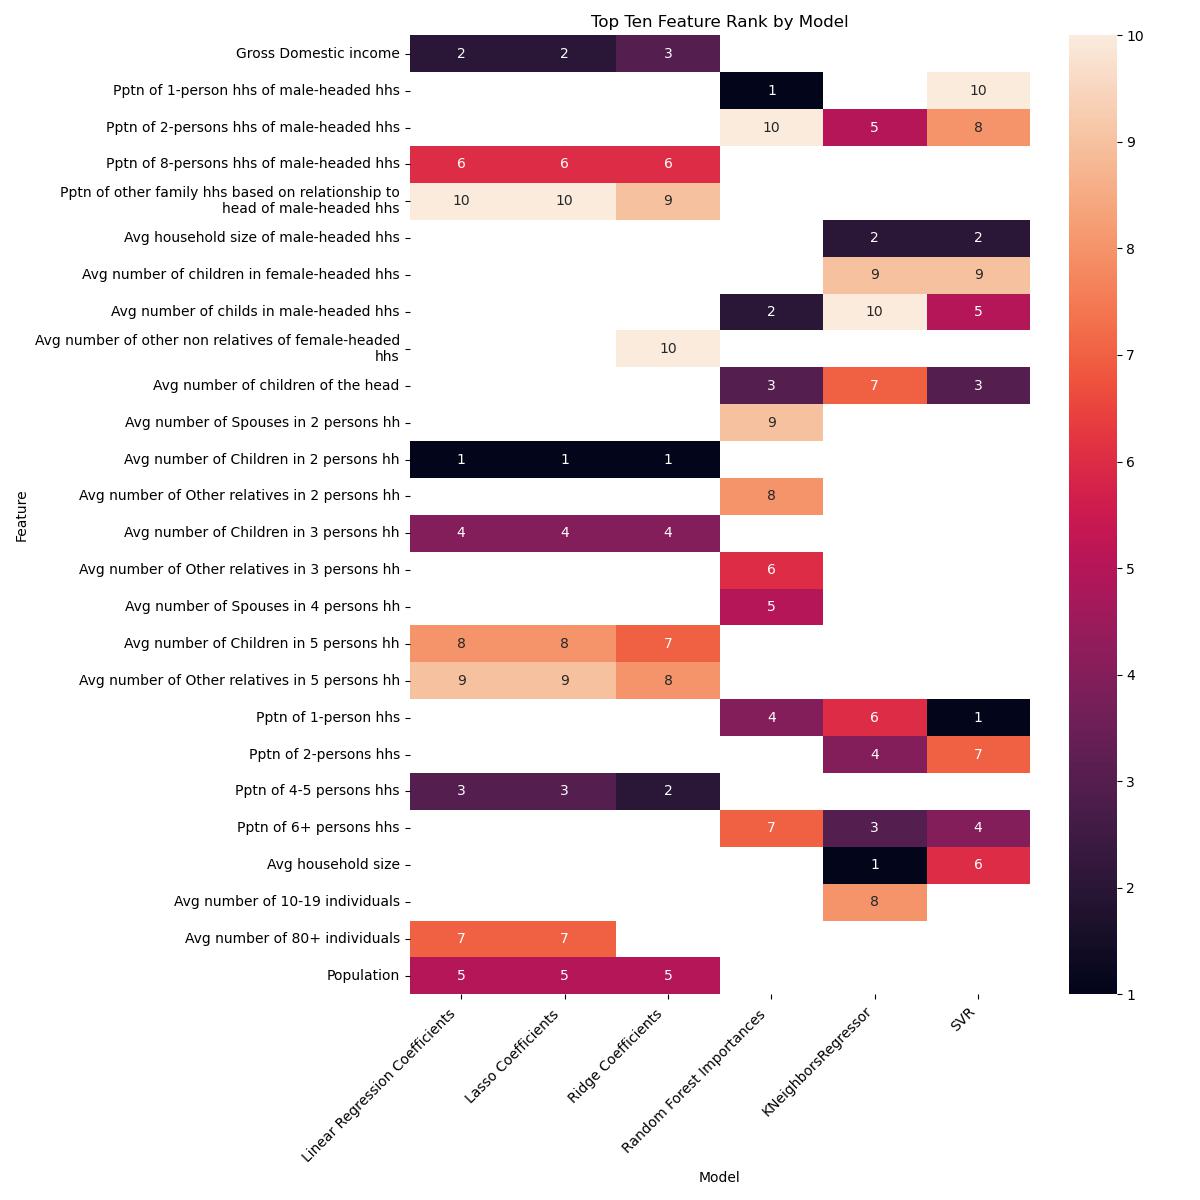 Top Ten Feature Rank by Model
Gross Domestic income 2 2 3
Pptn of 1-person hhs of male-headed hhs 1 10
Pptn of 2-persons hhs of male-headed hhs 10 5 8
Pptn of 8-persons hhs of male-headed hhs 6 6 6
Pptn of other family hhs based on relationship to
head of male-headed hhs 10 10 9
Avg household size of male-headed hhs 2 2
Avg number of children in female-headed hhs 9 9
Avg number of childs in male-headed hhs 2 10 5
Avg number of other non relatives of female-headed
hhs 10
Avg number of children of the head 3 7 3
Avg number of Spouses in 2 persons hh 9
Avg number of Children in 2 persons hh 1 1 1
Avg number of Other relatives in 2 persons hh 8
Avg number of Children in 3 persons hh 4 4 4
Avg number of Other relatives in 3 persons hh 6
Avg number of Spouses in 4 persons hh 5
Avg number of Children in 5 persons hh 8 8 7
Avg number of Other relatives in 5 persons hh 9 9 8
Pptn of 1-person hhs 4 6 1
Pptn of 2-persons hhs 4 7
Pptn of 4-5 persons hhs 3 3 2
Pptn of 6+ persons hhs 7 3 4
Avg household size 1 6
Avg number of 10-19 individuals 8
Avg number of 80+ individuals 7 7
Population 5 5 5
Feature
Linear Regression Coefficients
Lasso Coefficients
Ridge Coefficients
Random Forest Importances
KNeighborsRegressor
SVR
Model
10
9
8
7
6
5
4
3
2
1